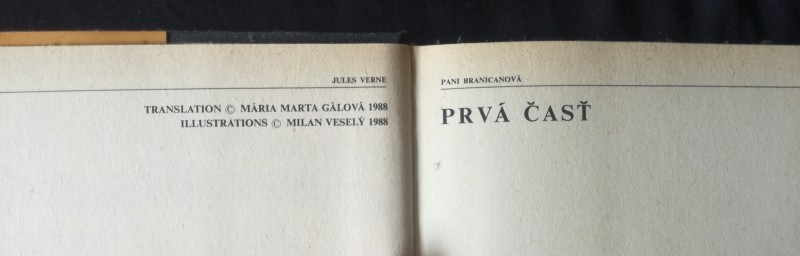 JULES VERNE
TRANSLATION © MÁRIA MARTA GÁLOVÁ 1988
ILLUSTRATIONS © MILAN VESELÝ 1988
PANI BRANICANOVÁ
PRVÁ ČASŤ